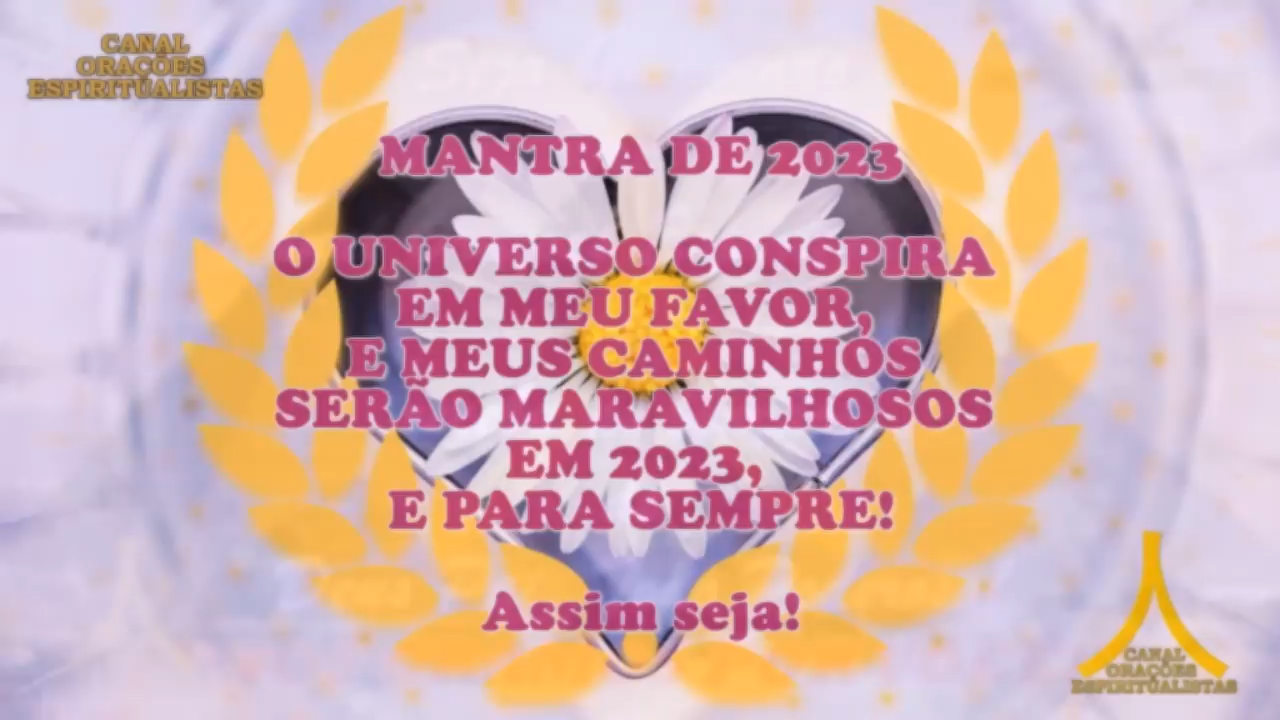 CANAL
ORAÇÕES
ESPIRITUALISTAS
MANTRA DE 2023
O UNIVERSO CONSPIRA
EM MEU FAVOR,
E MEUS CAMINHOS
SERÃO MARAVILHOSOS
EM 2023,
E PARA SEMPRE!
Assim seja!
CANAL
ORAÇÕES
ESPIRITUALISTAS